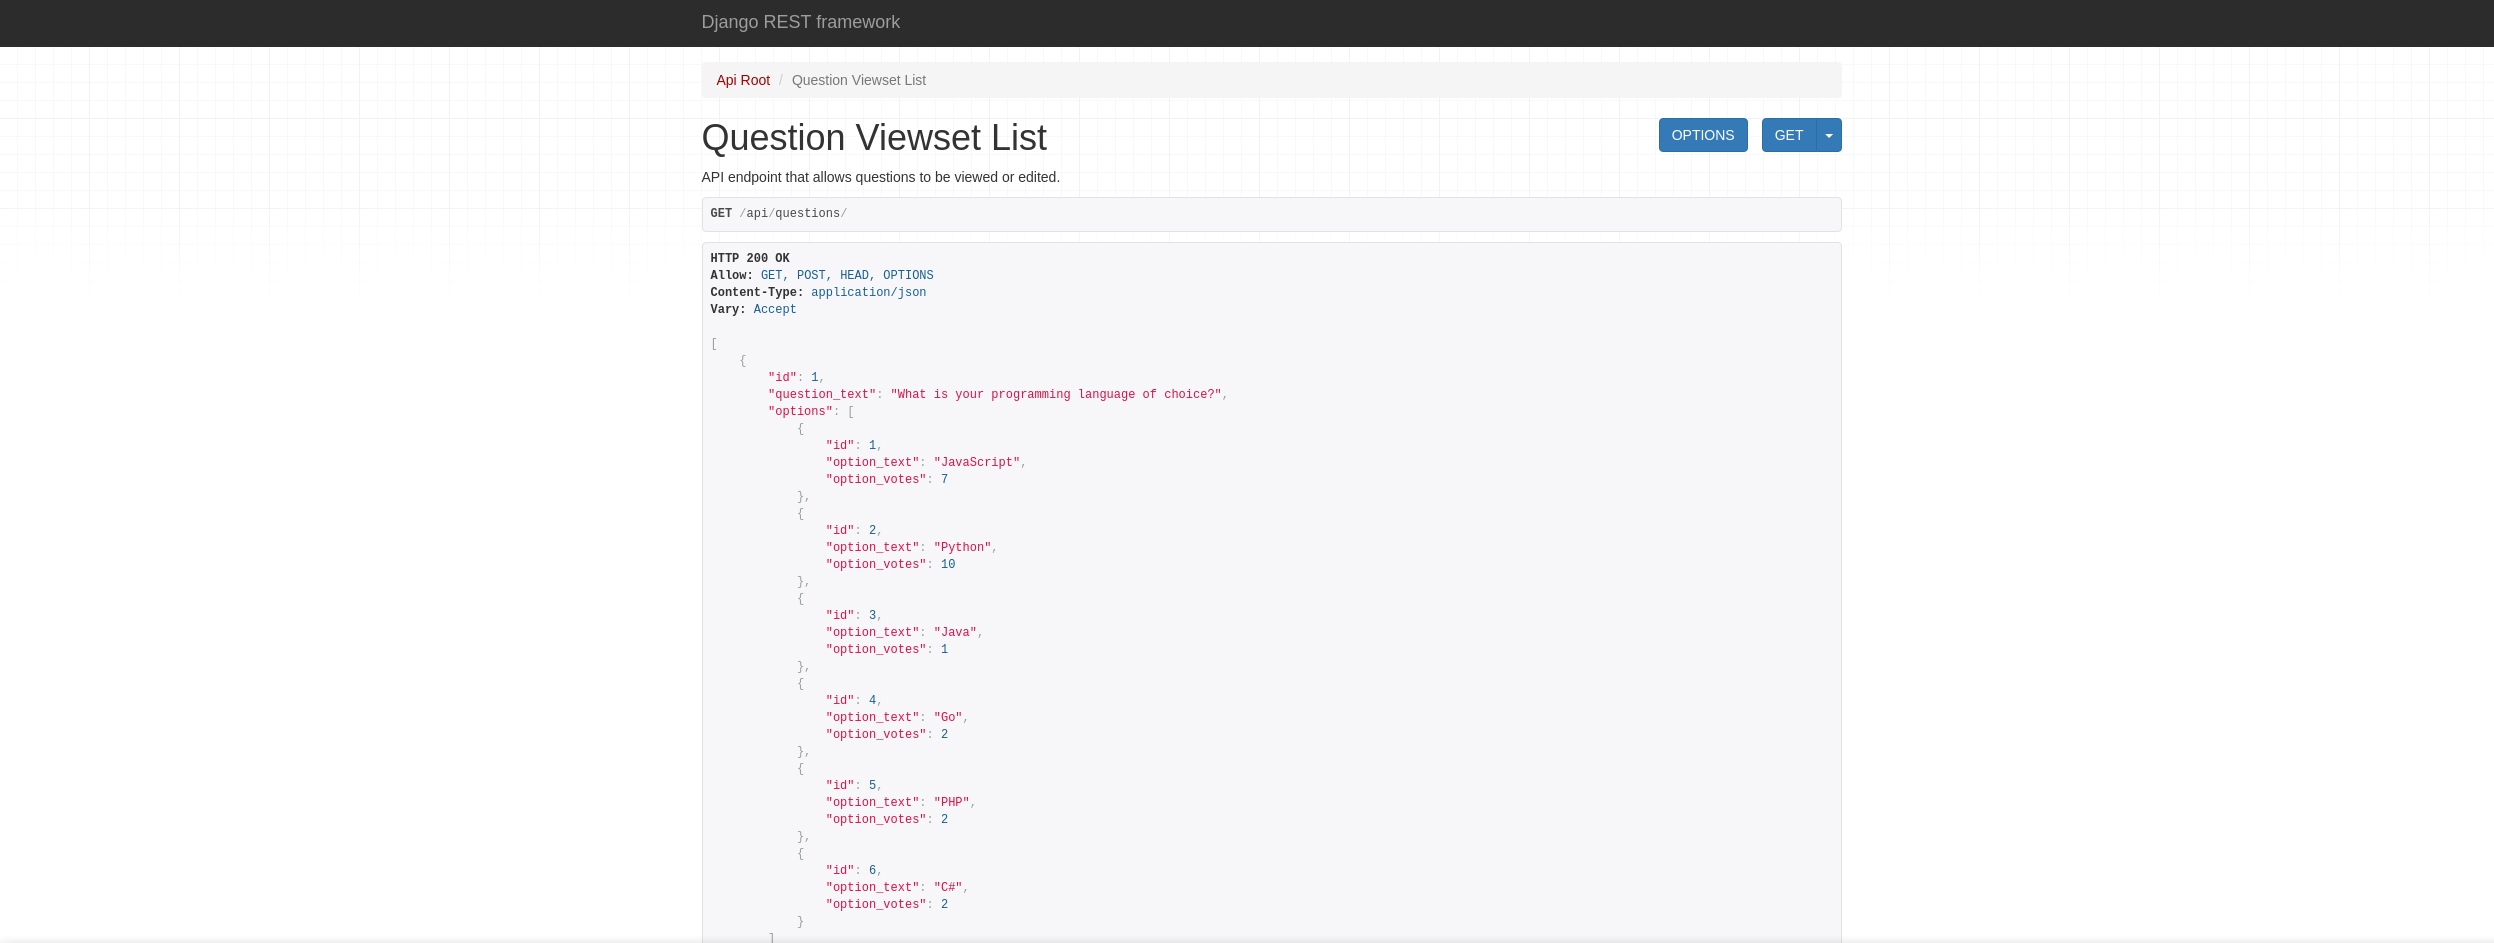 Django REST framework
Api Root / Question Viewset List
Question Viewset List
OPTIONS
GET
API endpoint that allows questions to be viewed or edited.
GET /api/questions/
HTTP 200 OK
Allow: GET, POST, HEAD, OPTIONS
Content-Type: application/json
Vary: Accept
[
    {
        "id": 1,
        "question_text": "What is your programming language of choice?",
        "options": [
            {
                "id": 1,
                "option_text": "JavaScript",
                "option_votes": 7
            },
            {
                "id": 2,
                "option_text": "Python",
                "option_votes": 10
            },
            {
                "id": 3,
                "option_text": "Java",
                "option_votes": 1
            },
            {
                "id": 4,
                "option_text": "Go",
                "option_votes": 2
            },
            {
                "id": 5,
                "option_text": "PHP",
                "option_votes": 2
            },
            {
                "id": 6,
                "option_text": "C#",
                "option_votes": 2
            }
        ]